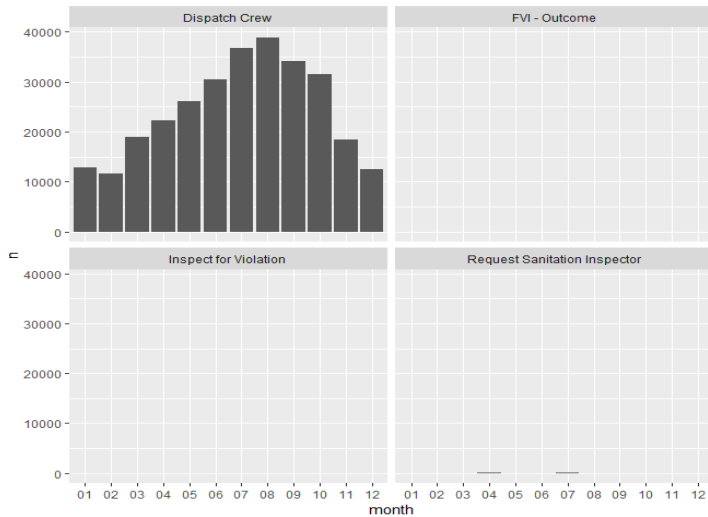 Dispatch Crew
FVI - Outcome
40000
30000
20000
10000
0
n
Inspect for Violation
Request Sanitation Inspector
40000
30000
20000
10000
0
01 02 03 04 05 06 07 08 09 10 11 12
01 02 03 04 05 06 07 08 09 10 11 12
month